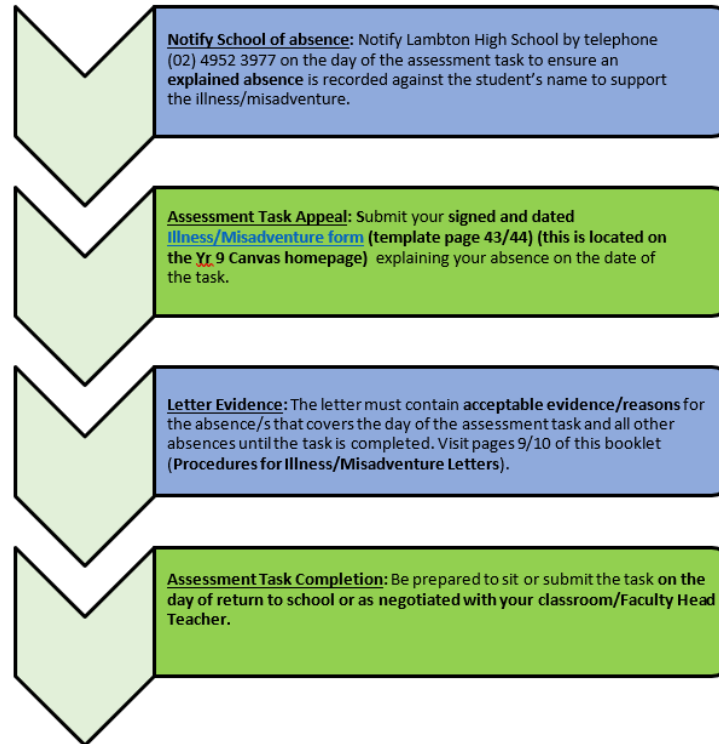 Notify School of absence: Notify Lambton High School by telephone
(02) 4952 3977 on the day of the assessment task to ensure an
explained absence is recorded against the student’s name to support
the illness/misadventure.
Assessment Task Appeal: Submit your signed and dated
Illness/Misadventure form (template page 43/44) (this is located on
the Yr 9 Canvas homepage) explaining your absence on the date of
the task.
Letter Evidence: The letter must contain acceptable evidence/reasons for
the absence/s that covers the day of the assessment task and all other
absences until the task is completed. Visit pages 9/10 of this booklet
(Procedures for Illness/Misadventure Letters).
Assessment Task Completion: Be prepared to sit or submit the task on the
day of return to school or as negotiated with your classroom/Faculty Head
Teacher.